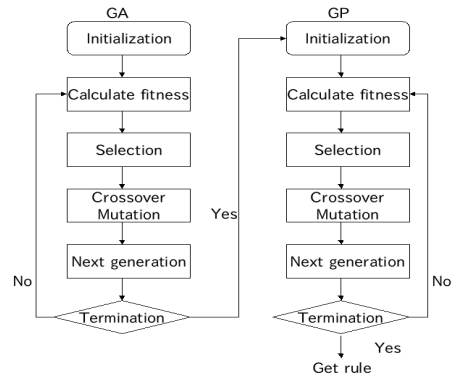 GA
Initialization
Calculate fitness
Selection
Crossover
Mutation
Next generation
No
Termination
Yes
GP
Initialization
Calculate fitness
Selection
Crossover
Mutation
Next generation
No
Termination
Yes
Get rule